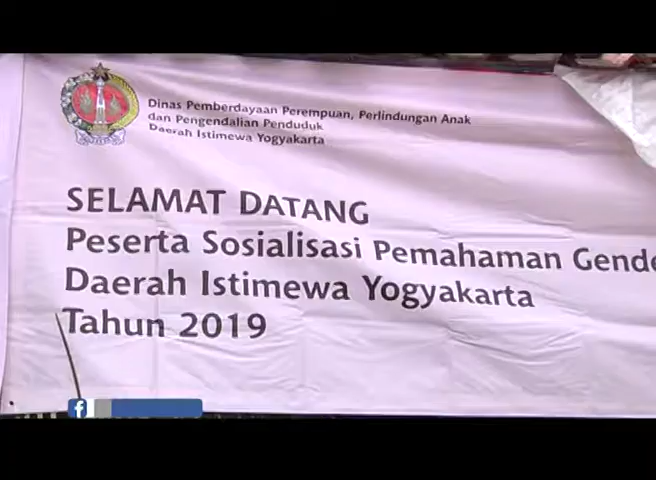 Dinas Pemberdayaan Perempuan, Perlindungan Anak
dan Pengendalian Penduduk
Daerah Istimewa Yogyakarta
SELAMAT DATANG
Peserta Sosialisasi Pemahaman Gende
Daerah Istimewa Yogyakarta
Tahun 2019
f